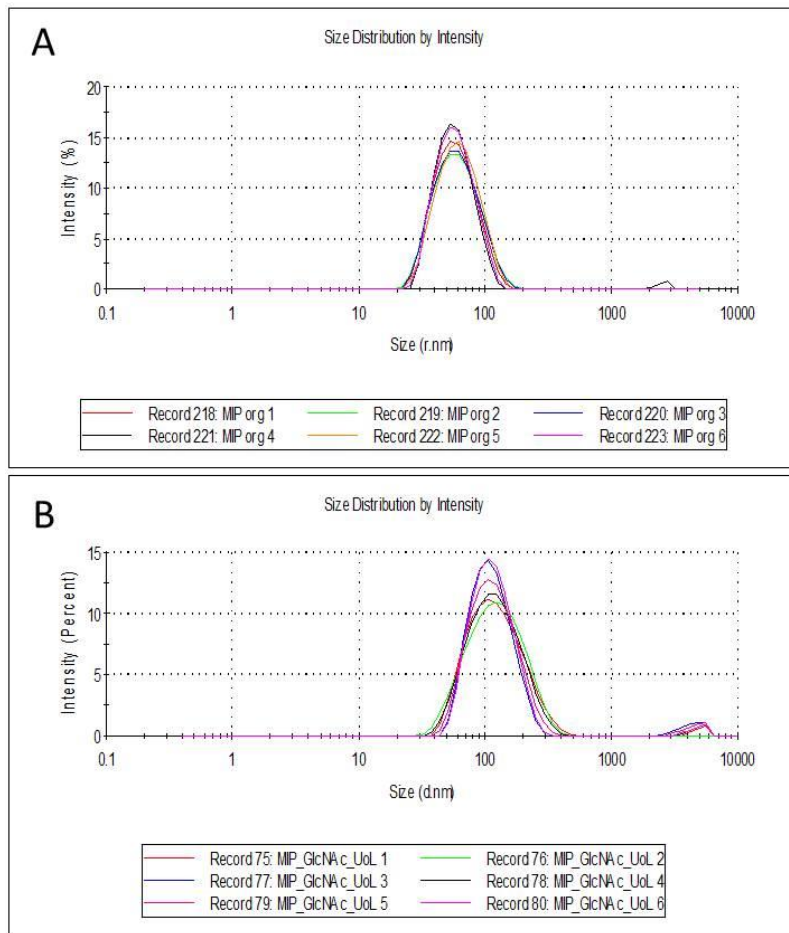 A
Size Distribution by Intensity
20
15
10
5
0
Intensity (%)
0.1 1 10 100 1000 10000
Size (r.nm)
Record 218: MIP org 1 Record 219: MIP org 2 Record 220: MIP org 3
Record 221: MIP org 4 Record 222: MIP org 5 Record 223: MIP org 6
B
Size Distribution by Intensity
15
10
5
0
Intensity (Percent)
0.1 1 10 100 1000 10000
Size (d.nm)
Record 75: MIP_GlcNAc_UoL 1 Record 76: MIP_GlcNAc_UoL 2
Record 77: MIP_GlcNAc_UoL 3 Record 78: MIP_GlcNAc_UoL 4
Record 79: MIP_GlcNAc_UoL 5 Record 80: MIP_GlcNAc_UoL 6